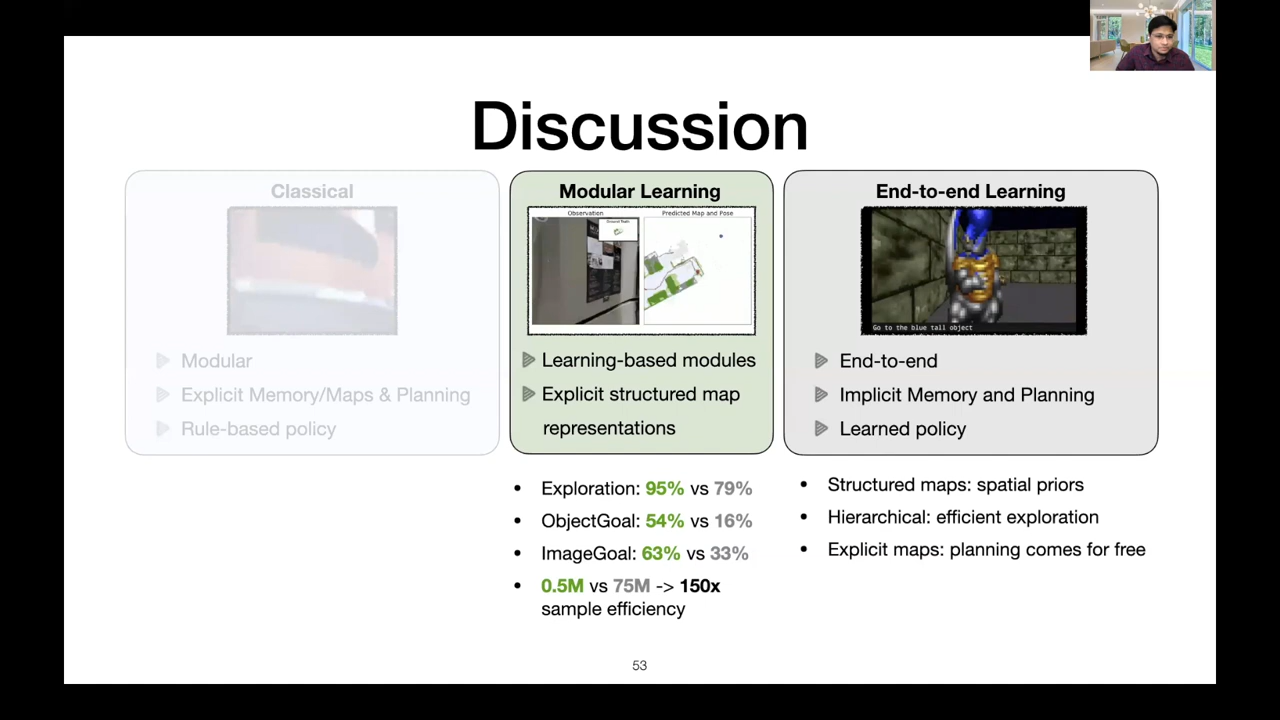 Discussion
Classical
Modular
Explicit Memory/Maps & Planning
Rule-based policy
Modular Learning
Observation
Predicted Map and Pose
Learning-based modules
Explicit structured map
representations
Exploration: 95% vs 79%
ObjectGoal: 54% vs 16%
ImageGoal: 63% vs 33%
0.5M vs 75M -> 150x
sample efficiency
End-to-end Learning
Go to the blue tall object
End-to-end
Implicit Memory and Planning
Learned policy
Structured maps: spatial priors
Hierarchical: efficient exploration
Explicit maps: planning comes for free
53